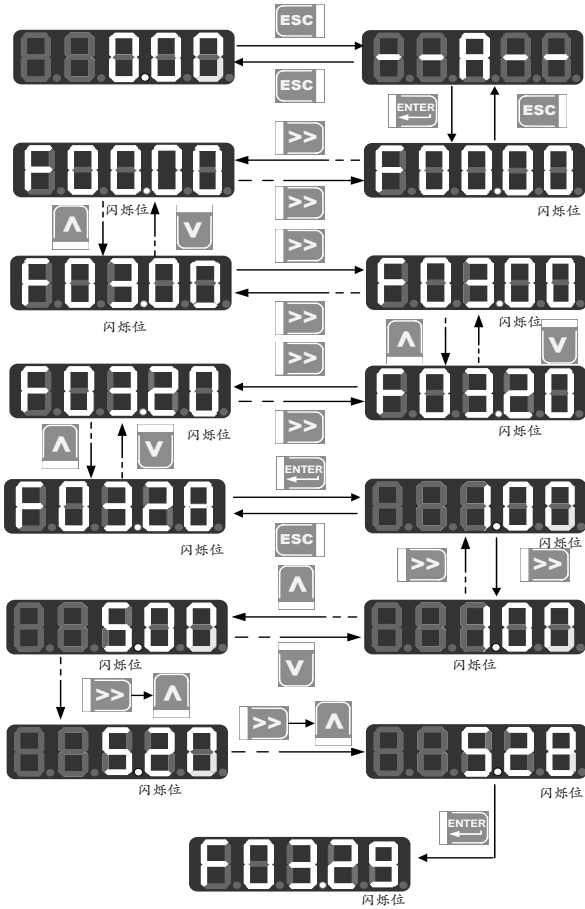 ESC
0.00
--A--
ESC
ENTER
ESC
>>
F00.00
F00.00
>>
闪烁位
闪烁位
∧
∨
>>
F03.00
F03.00
闪烁位
闪烁位
>>
>>
∧
∨
F03.20
F03.20
闪烁位
闪烁位
>>
∧
∨
ENTER
F03.28
1.00
闪烁位
闪烁位
ESC
>>
>>
∧
5.00
1.00
闪烁位
闪烁位
∨
>>
∧
>>
∧
5.20
5.28
闪烁位
闪烁位
ENTER
F03.29